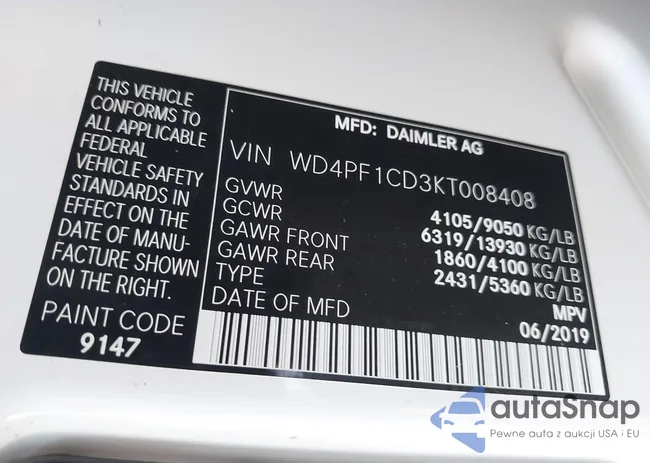 THIS VEHICLE
CONFORMS TO
ALL APPLICABLE
FEDERAL
VEHICLE SAFETY
STANDARDS IN
EFFECT ON THE
DATE OF MANU-
FACTURE SHOWN
ON THE RIGHT.
PAINT CODE
9147
MFD: DAIMLER AG
VIN WD4PF1CD3KT008408
GVWR 4105/9050 KG/LB
GCWR 6319/13930 KG/LB
GAWR FRONT 1860/4100 KG/LB
GAWR REAR 2431/5360 KG/LB
TYPE MPV
DATE OF MFD 06/2019
autaSnap
Pewne auta z aukcji USA i EU